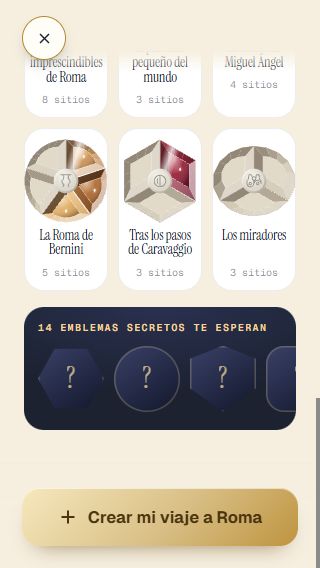 imprescindibles
de Roma
8 sitios
pequeño del
mundo
3 sitios
Miguel Ángel
4 sitios
La Roma de
Bernini
5 sitios
Tras los pasos
de Caravaggio
3 sitios
Los miradores
3 sitios
14 EMBLEMAS SECRETOS TE ESPERAN
? ? ? ?
+ Crear mi viaje a Roma